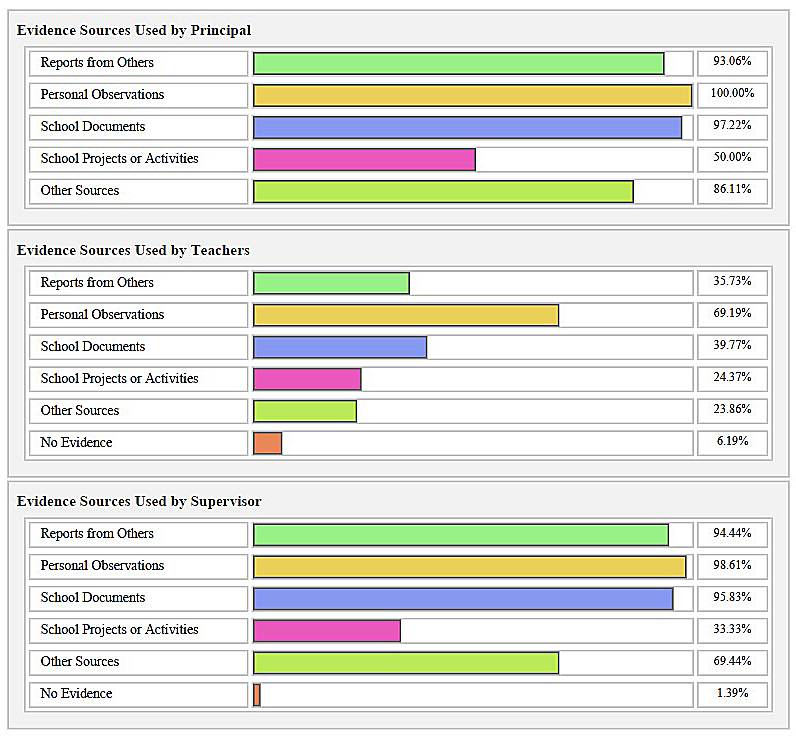 Evidence Sources Used by Principal
Reports from Others 93.06%
Personal Observations 100.00%
School Documents 97.22%
School Projects or Activities 50.00%
Other Sources 86.11%
Evidence Sources Used by Teachers
Reports from Others 35.73%
Personal Observations 69.19%
School Documents 39.77%
School Projects or Activities 24.37%
Other Sources 23.86%
No Evidence 6.19%
Evidence Sources Used by Supervisor
Reports from Others 94.44%
Personal Observations 98.61%
School Documents 95.83%
School Projects or Activities 33.33%
Other Sources 69.44%
No Evidence 1.39%